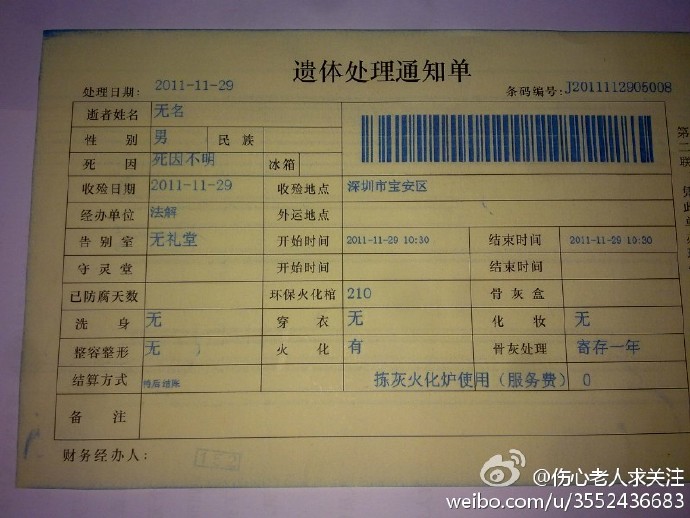 遗体处理通知单
处理日期: 2011-11-29 条码编号: J2011112905008
逝者姓名 无名
性别 男 民族
死因 死因不明 冰箱
收殓日期 2011-11-29 收殓地点 深圳市宝安区
经办单位 法解 外运地点
告别室 无礼堂 开始时间 2011-11-29 10:30 结束时间 2011-11-29 10:30
守灵堂 开始时间 结束时间
已防腐天数 环保火化棺 210 骨灰盒
洗身 无 穿衣 无 化妆 无
整容整形 无 火化 有 骨灰处理 寄存一年
结算方式 拣灰火化炉使用(服务费) 0
备注
财务经办人:
第二联
@伤心老人求关注
weibo.com/u/3552436683